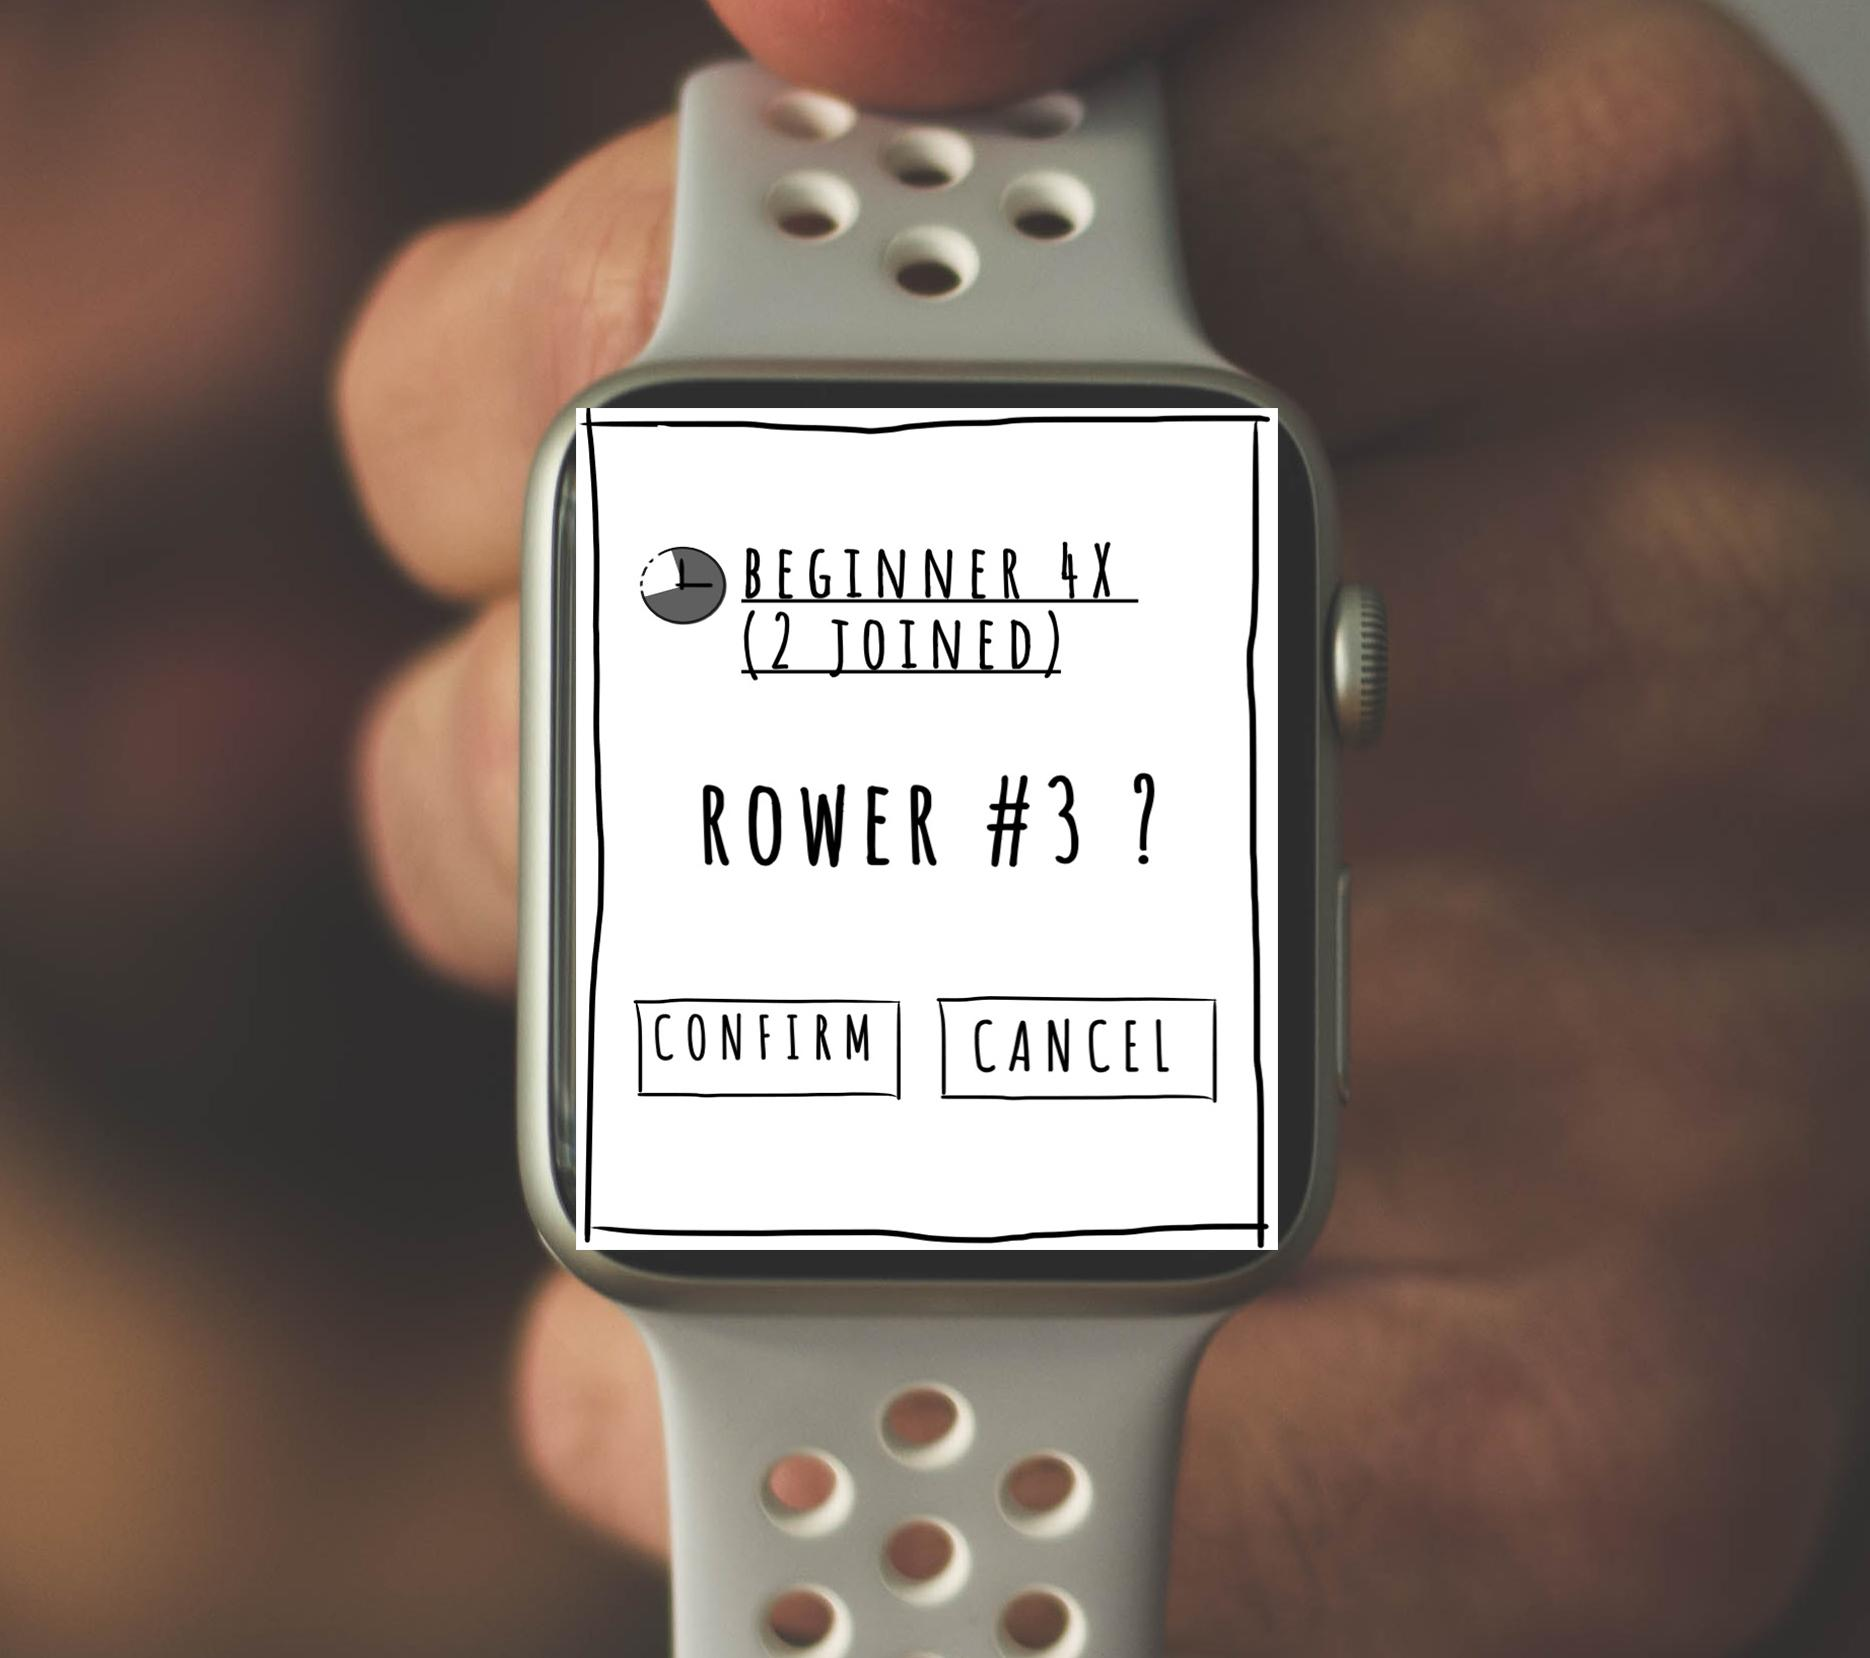 BEGINNER 4X
(2 JOINED)
ROWER #3 ?
CONFIRM
CANCEL